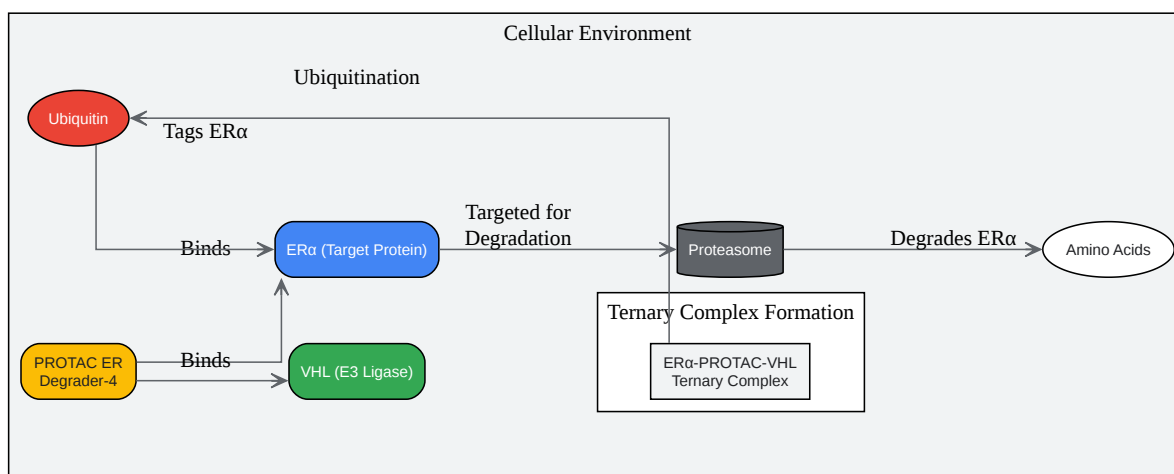 Cellular Environment
Ubiquitination
Ubiquitin
Tags ERα
Targeted for
Degradation
Binds
ERα (Target Protein)
Proteasome
Degrades ERα
Amino Acids
Ternary Complex Formation
PROTAC ER
Degrader-4
Binds
VHL (E3 Ligase)
ERα-PROTAC-VHL
Ternary Complex